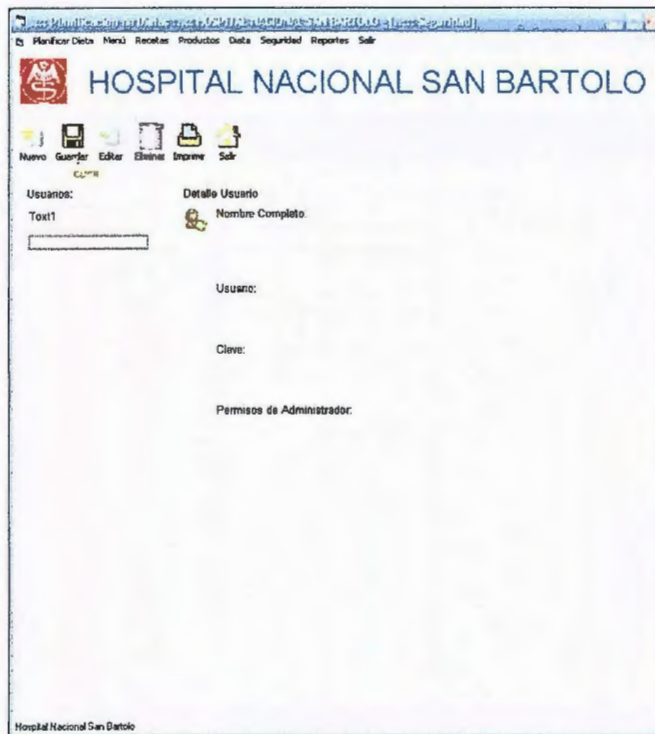 Planificar Dieta Menú Recetas Productos Dieta Seguridad Reportes Salir
HOSPITAL NACIONAL SAN BARTOLO
Nuevo Guardar Editar Eliminar Imprimir Salir
Usuarios:
Detalle Usuario
Text1
Nombre Completo:
Usuario:
Clave:
Permisos de Administrador:
Hospital Nacional San Bartolo